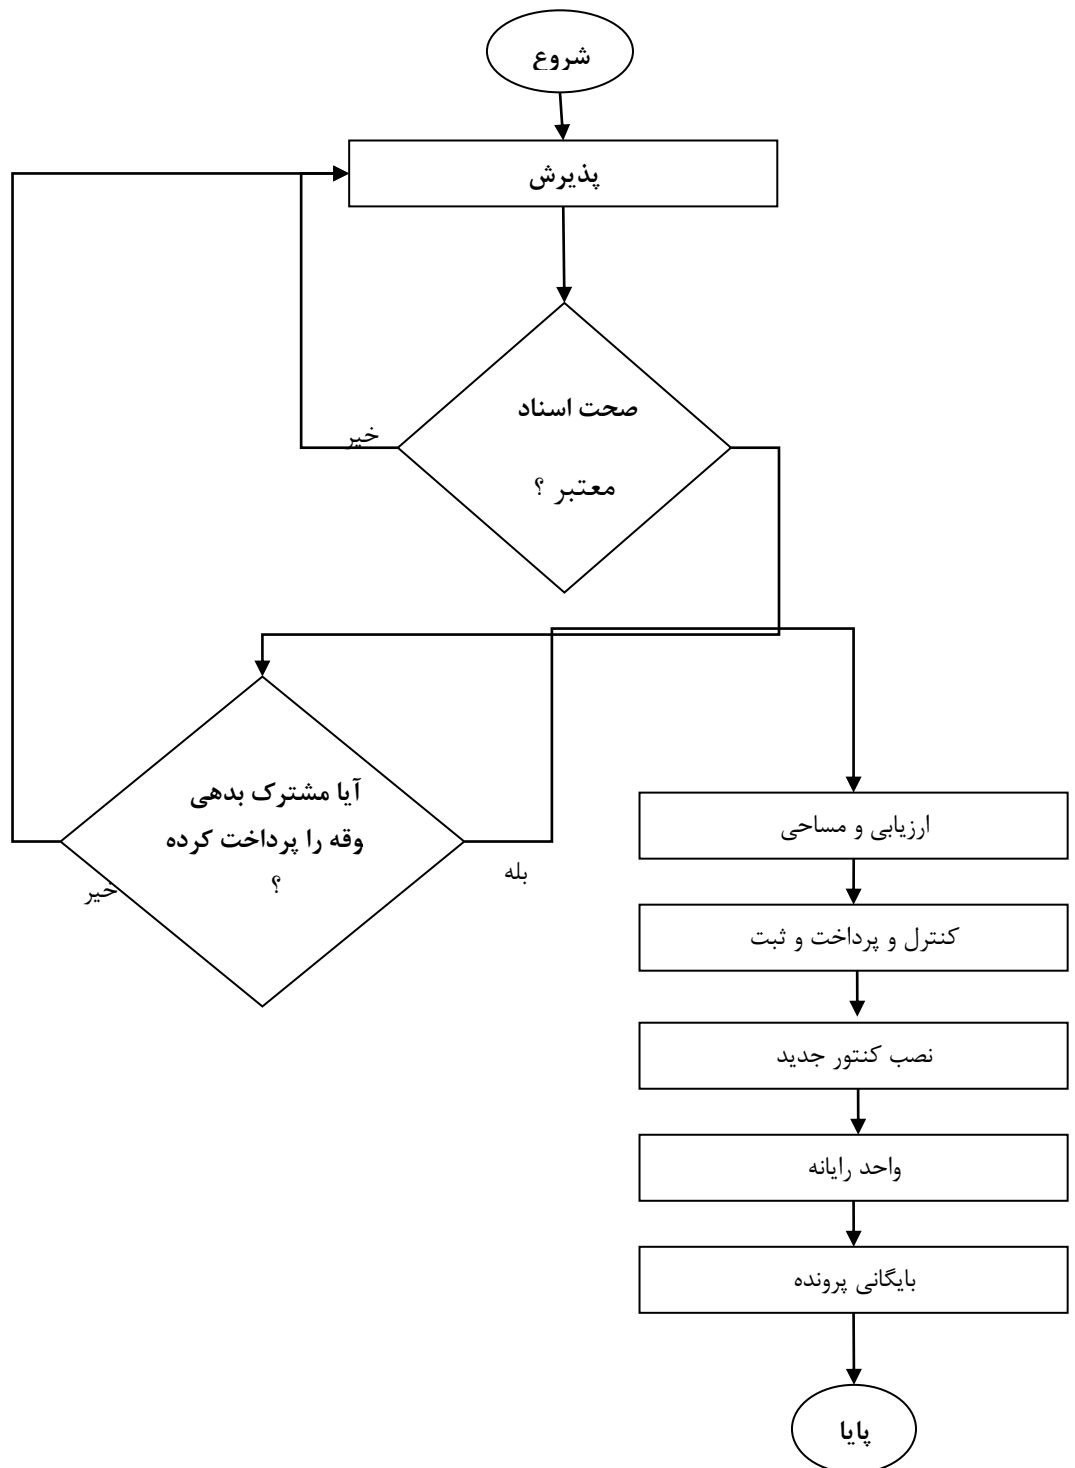 شروع
پذیرش
صحت اسناد
معتبر ؟
خیر
آیا مشترک بدهی
وقه را پرداخت کرده
؟
خیر
بله
ارزیابی و مساحی
کنترل و پرداخت و ثبت
نصب کنتور جدید
واحد رایانه
بایگانی پرونده
پایا